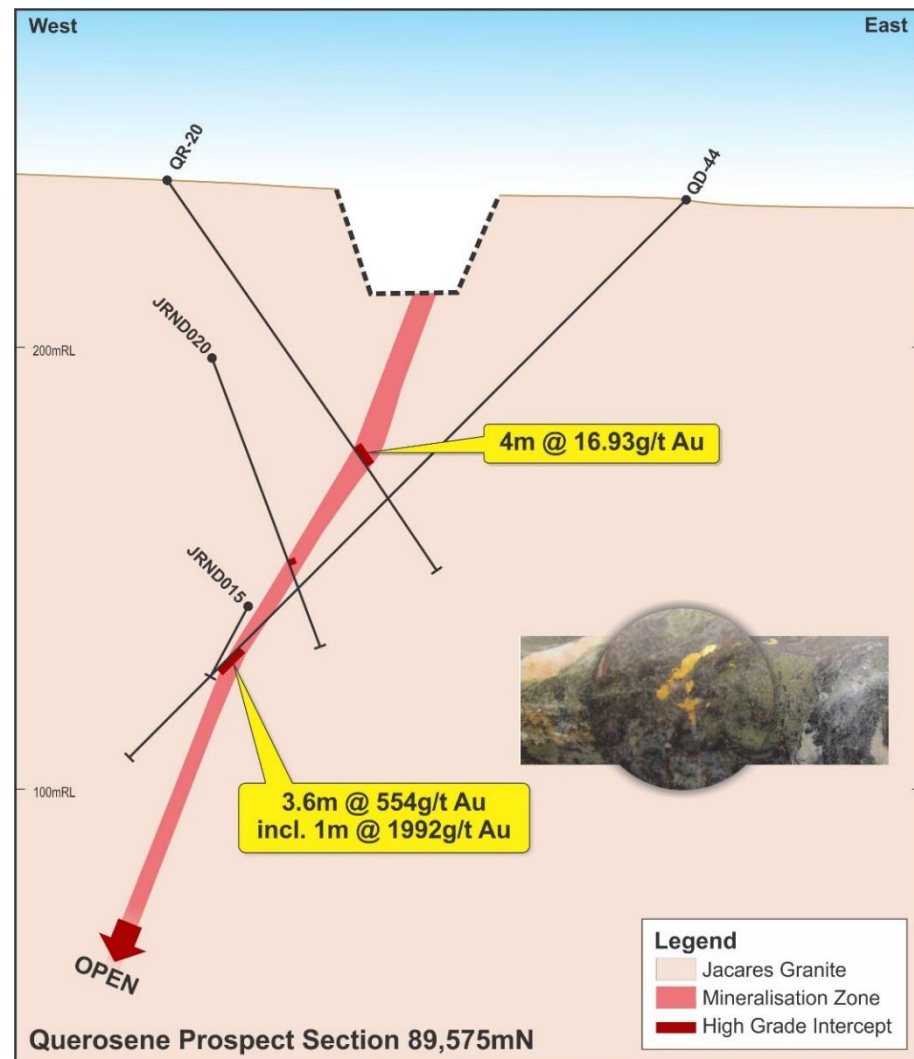 West
East
QR-20
QD-44
JRND020
200mRL
4m @ 16.93g/t Au
JRND015
100mRL
3.6m @ 554g/t Au
incl. 1m @ 1992g/t Au
OPEN
Legend
Jacares Granite
Mineralisation Zone
High Grade Intercept
Querosene Prospect Section 89,575mN